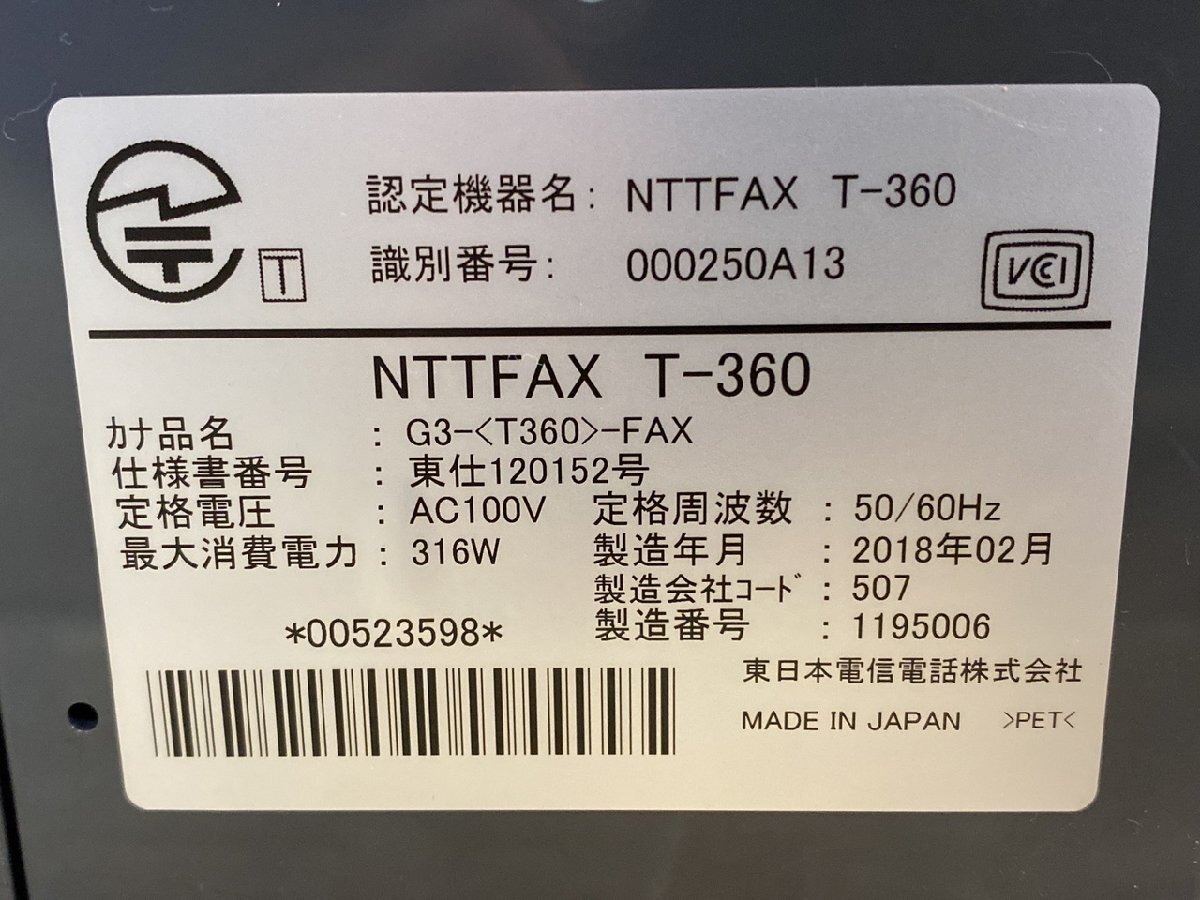 認定機器名: NTTFAX T-360
T 識別番号: 000250A13
VCCI
NTTFAX T-360
ｶﾅ品名 : G3-<T360>-FAX
仕様書番号 : 東仕120152号
定格電圧 : AC100V 定格周波数 : 50/60Hz
最大消費電力 : 316W 製造年月 : 2018年02月
製造会社ｺｰﾄﾞ : 507
*00523598* 製造番号 : 1195006
東日本電信電話株式会社
MADE IN JAPAN >PET<